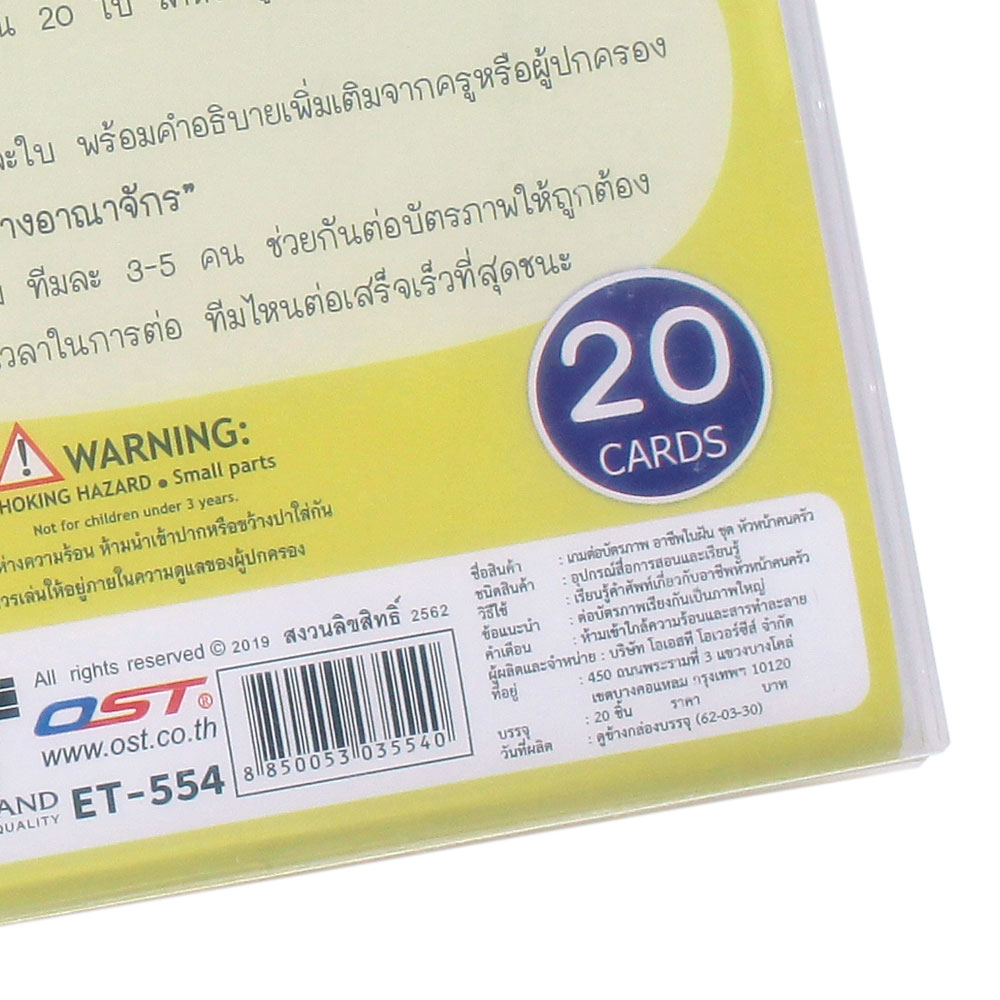 20 ใบ
ะใบ พร้อมคำอธิบายเพิ่มเติมจากครูหรือผู้ปกครอง
างอาณาจักร”
ทีมละ 3-5 คน ช่วยกันต่อบัตรภาพให้ถูกต้อง
วลาในการต่อ ทีมไหนต่อเสร็จเร็วที่สุดชนะ
20
CARDS
WARNING:
HOKING HAZARD • Small parts
Not for children under 3 years.
ห่างความร้อน ห้ามนำเข้าปากหรือขว้างปาใส่กัน
วรเล่นให้อยู่ภายในความดูแลของผู้ปกครอง
All rights reserved © 2019 สงวนลิขสิทธิ์ 2562
OST®
www.ost.co.th
AND
QUALITY
ET-554
8 850053 035540
ชื่อสินค้า : เกมต่อบัตรภาพ อาชีพในฝัน ชุด หัวหน้าคนครัว
ชนิดสินค้า : อุปกรณ์สื่อการสอนและเรียนรู้
วิธีใช้ : เรียนรู้คำศัพท์เกี่ยวกับอาชีพหัวหน้าคนครัว
ข้อแนะนำ : ต่อบัตรภาพเรียงกันเป็นภาพใหญ่
คำเตือน : ห้ามเข้าใกล้ความร้อนและสารทำละลาย
ผู้ผลิตและจำหน่าย : บริษัท โอเอสที โอเวอร์ซีส์ จำกัด
ที่อยู่ : 450 ถนนพระรามที่ 3 แขวงบางโคล่
เขตบางคอแหลม กรุงเทพฯ 10120
บรรจุ : 20 ชิ้น ราคา บาท
วันที่ผลิต : ดูข้างกล่องบรรจุ (62-03-30)